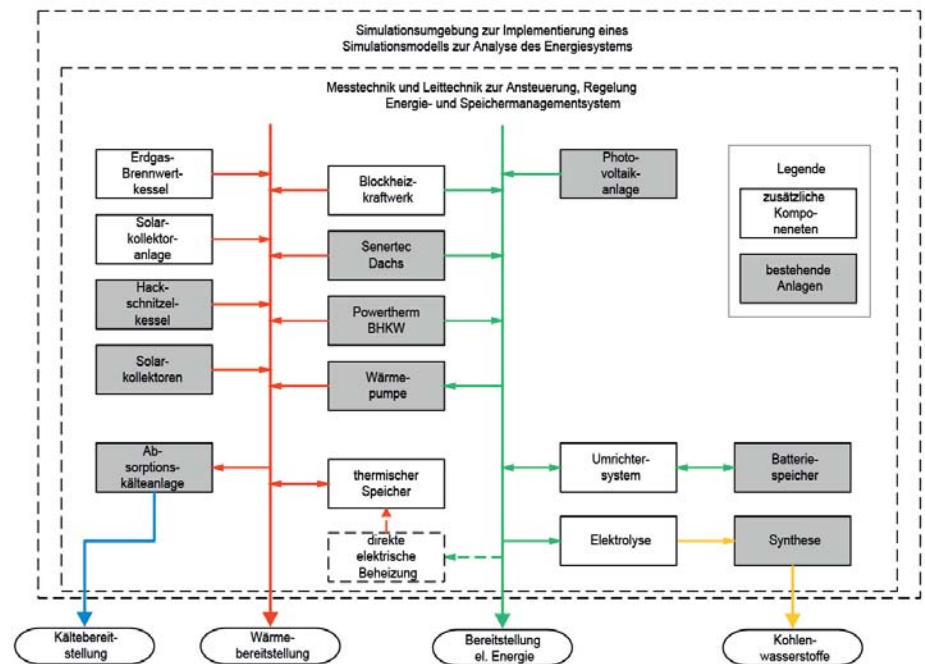 Simulationsumgebung zur Implementierung eines
Simulationsmodells zur Analyse des Energiesystems
Messtechnik und Leittechnik zur Ansteuerung, Regelung
Energie- und Speichermanagementsystem
Erdgas-
Brennwert-
kessel
Solar-
kollektor-
anlage
Hack-
schnitzel-
kessel
Solar-
kollektoren
Ab-
sorptions-
kälteanlage
Blockheiz-
kraftwerk
Senertec
Dachs
Powertherm
BHKW
Wärme-
pumpe
thermischer
Speicher
direkte
elektrische
Beheizung
Photo-
voltaik-
anlage
Umrichter-
system
Batterie-
speicher
Elektrolyse
Synthese
Legende
zusätzliche
Kompo-
neneten
bestehende
Anlagen
Kältebereit-
stellung
Wärme-
bereitstellung
Bereitstellung
el. Energie
Kohlen-
wasserstoffe